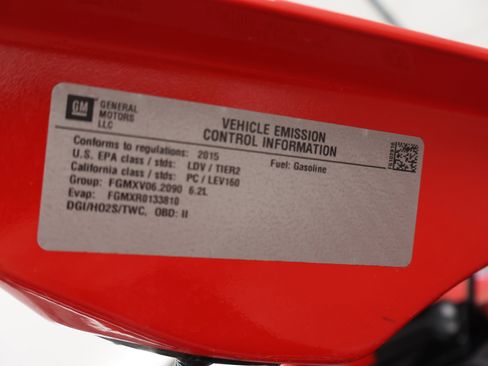 GM
GENERAL
MOTORS
LLC
VEHICLE EMISSION
CONTROL INFORMATION
Conforms to regulations: 2015
U.S. EPA class / stds: LDV / TIER2
Fuel: Gasoline
California class / stds: PC / LEV160
Group: FGMXV06.2090 6.2L
Evap: FGMXR0133810
DGI/HO2S/TWC, OBD: II